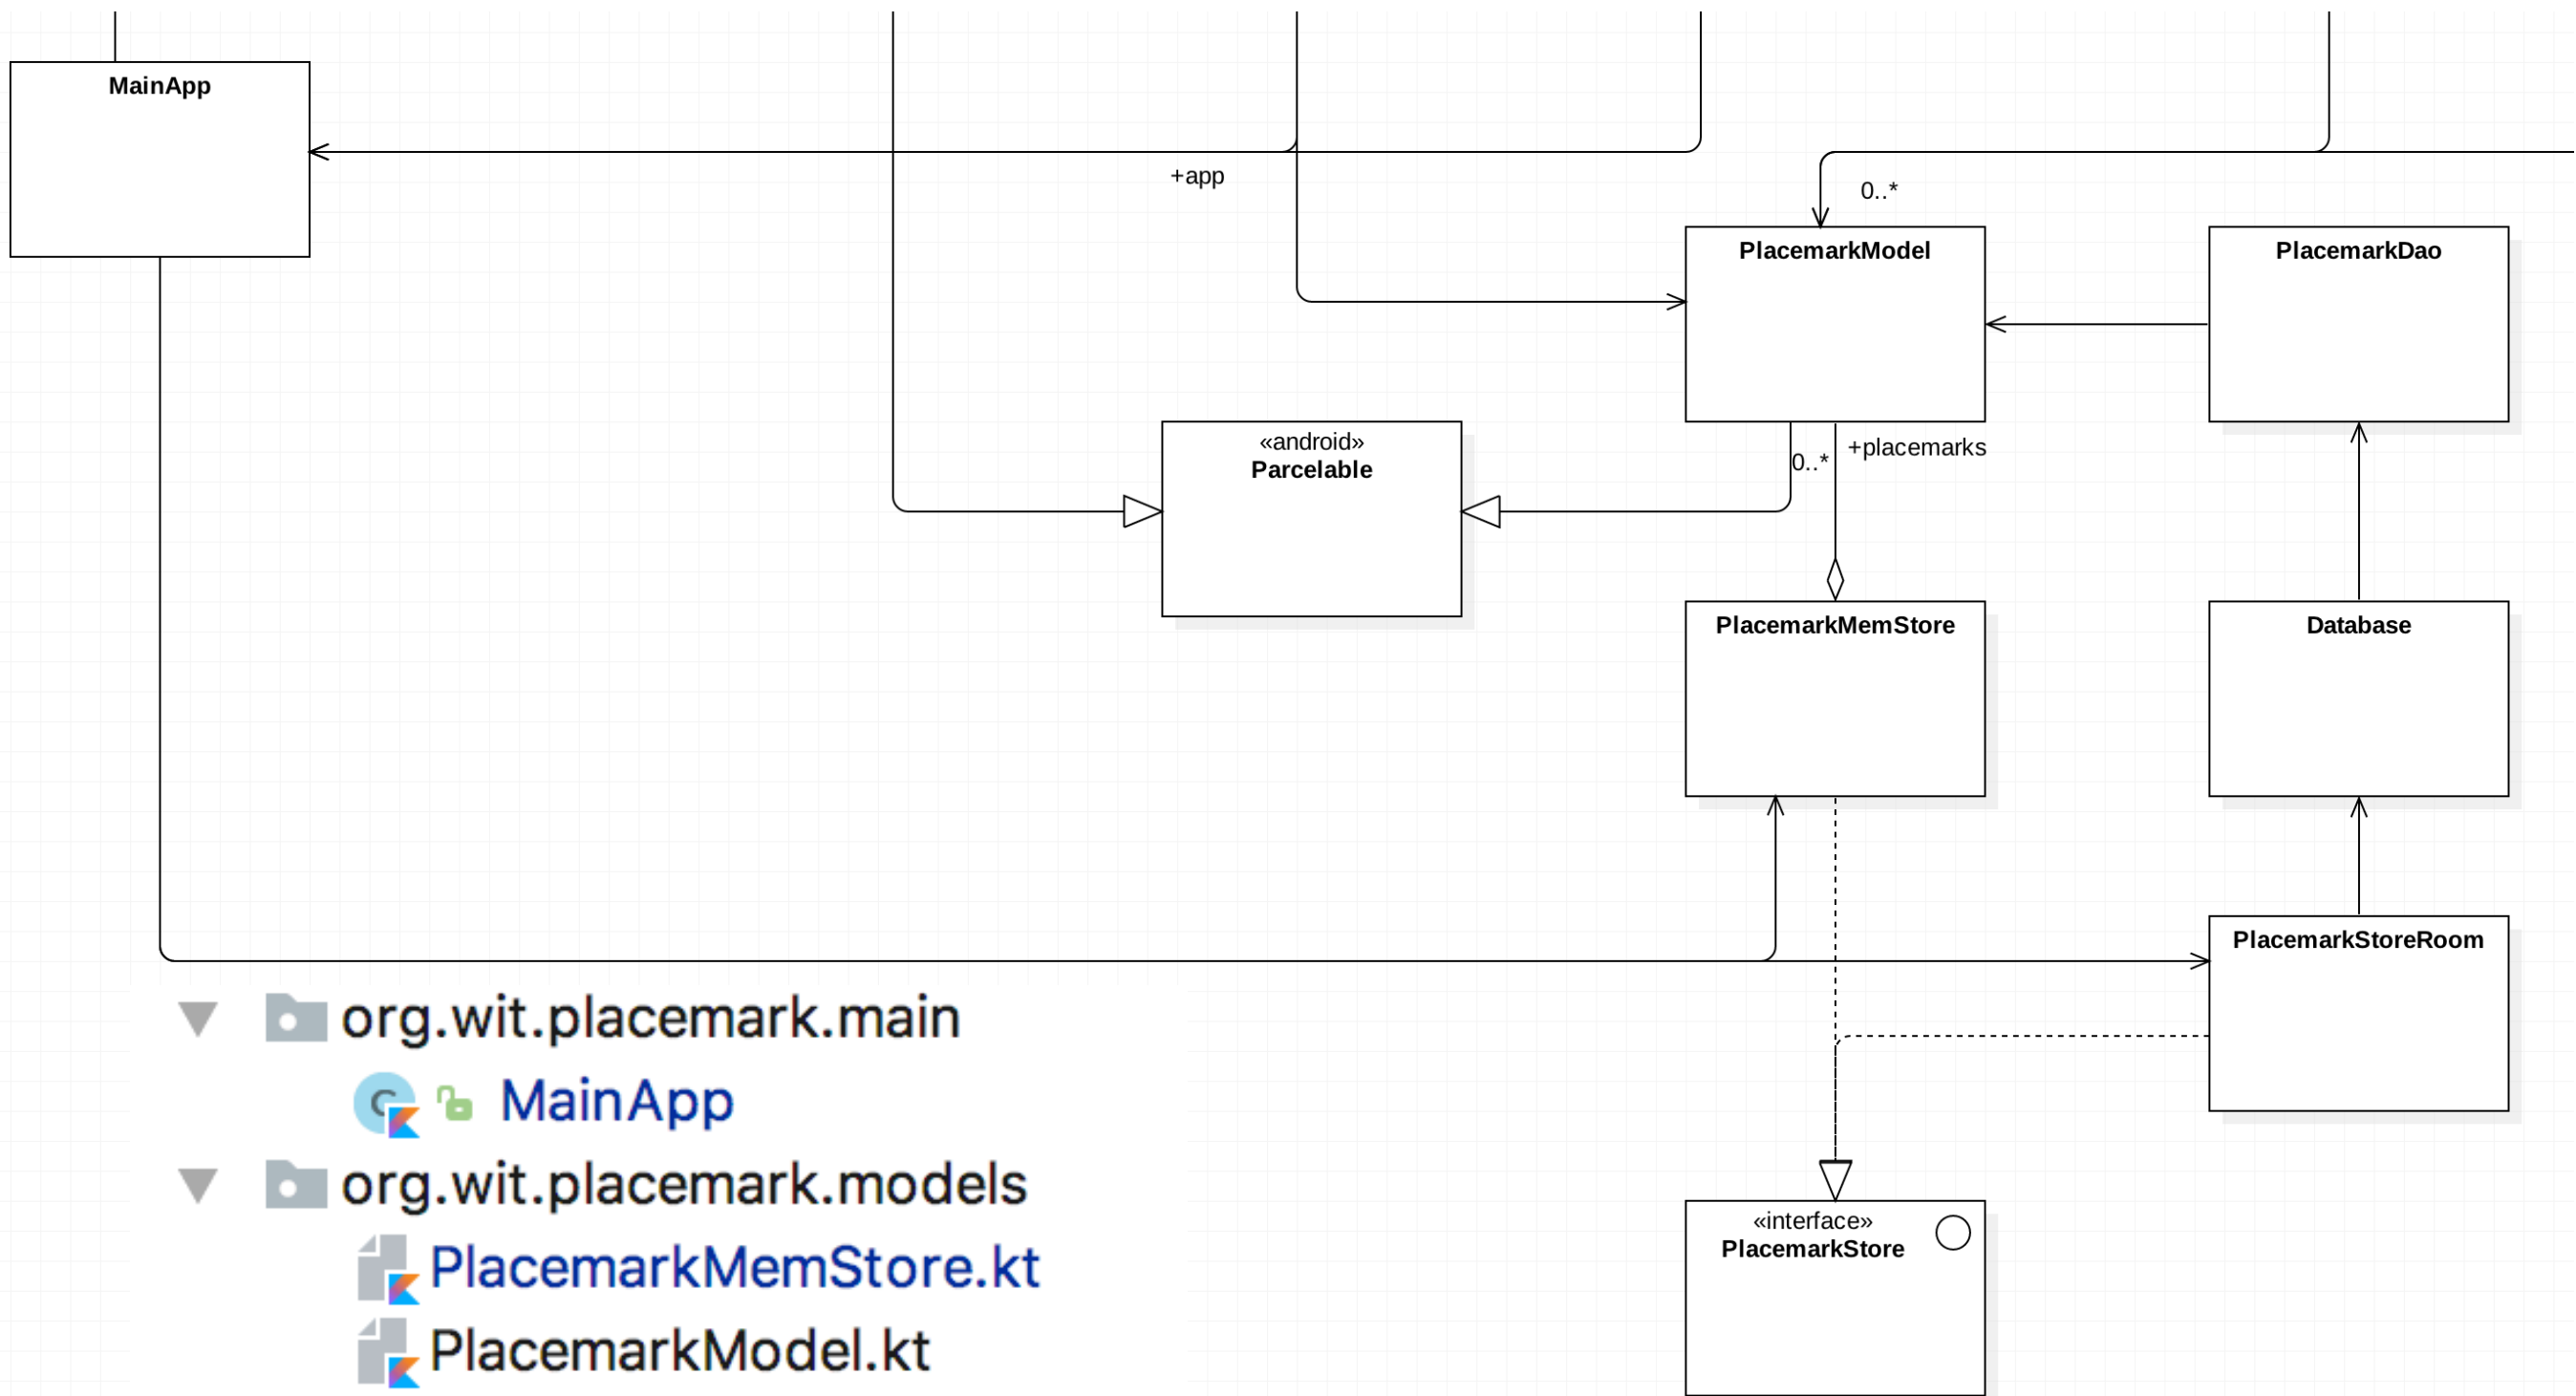 MainApp
+app
0..*
PlacemarkModel
PlacemarkDao
«android»
Parcelable
0..*
+placemarks
PlacemarkMemStore
Database
PlacemarkStoreRoom
org.wit.placemark.main
MainApp
org.wit.placemark.models
PlacemarkMemStore.kt
PlacemarkModel.kt
«interface»
PlacemarkStore